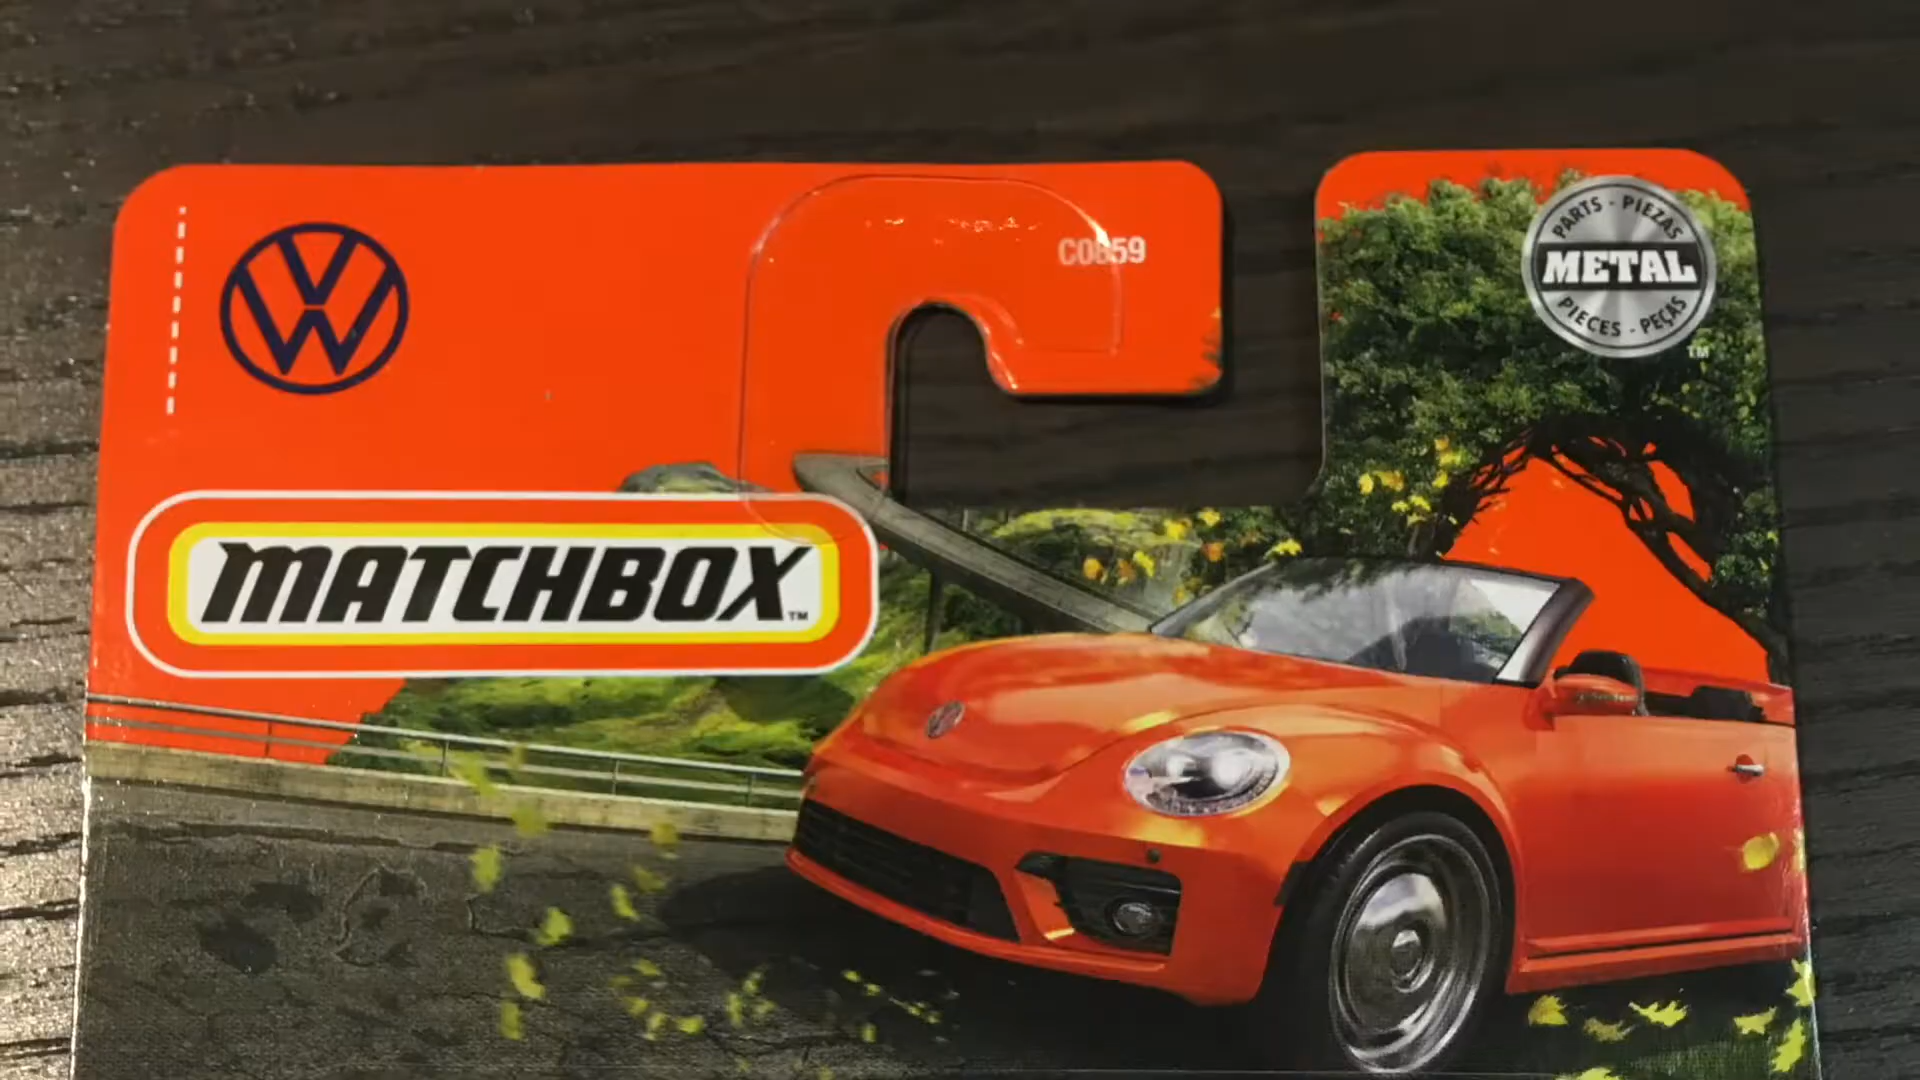 C0859
PARTS - PIEZAS
METAL
PIECES - PEÇAS
TM
MATCHBOX
TM